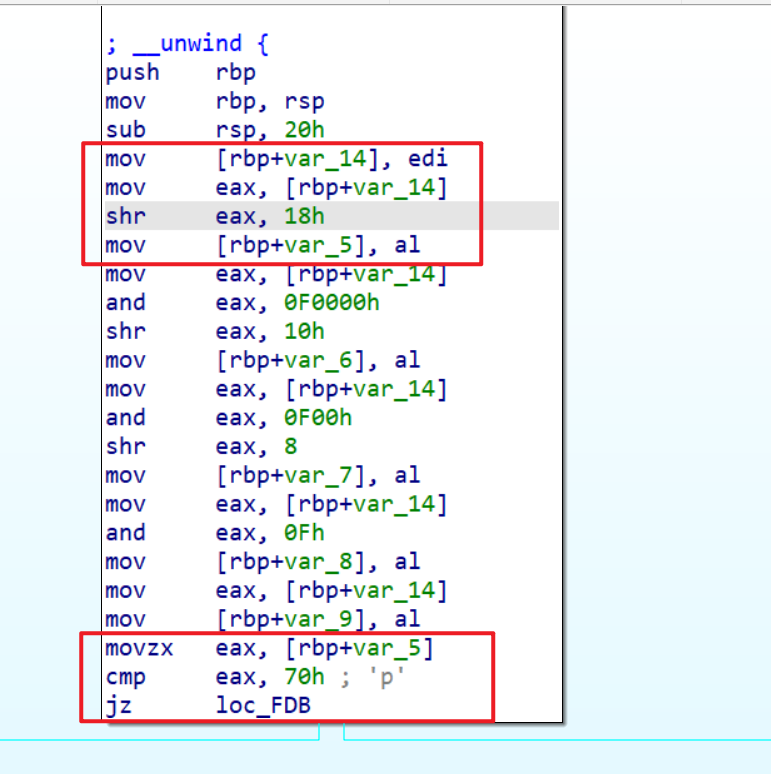 ; __unwind {
push rbp
mov rbp, rsp
sub rsp, 20h
mov [rbp+var_14], edi
mov eax, [rbp+var_14]
shr eax, 18h
mov [rbp+var_5], al
mov eax, [rbp+var_14]
and eax, 0F0000h
shr eax, 10h
mov [rbp+var_6], al
mov eax, [rbp+var_14]
and eax, 0F00h
shr eax, 8
mov [rbp+var_7], al
mov eax, [rbp+var_14]
and eax, 0Fh
mov [rbp+var_8], al
mov eax, [rbp+var_14]
mov [rbp+var_9], al
movzx eax, [rbp+var_5]
cmp eax, 70h ; 'p'
jz loc_FDB